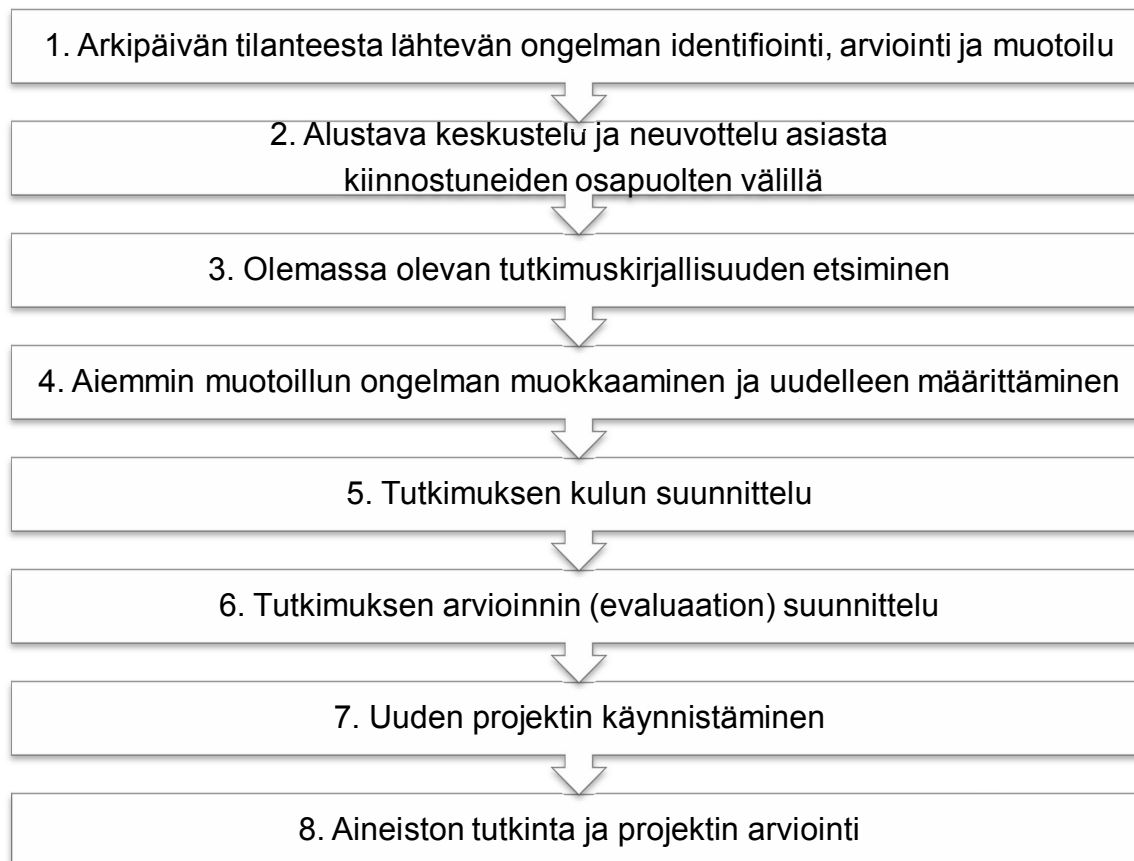 1. Arkipäivän tilanteesta lähtevän ongelman identifiointi, arviointi ja muotoilu
2. Alustava keskustelu ja neuvottelu asiasta
kiinnostuneiden osapuolten välillä
3. Olemassa olevan tutkimuskirjallisuuden etsiminen
4. Aiemmin muotoillun ongelman muokkaaminen ja uudelleen määrittäminen
5. Tutkimuksen kulun suunnittelu
6. Tutkimuksen arvioinnin (evaluaation) suunnittelu
7. Uuden projektin käynnistäminen
8. Aineiston tutkinta ja projektin arviointi